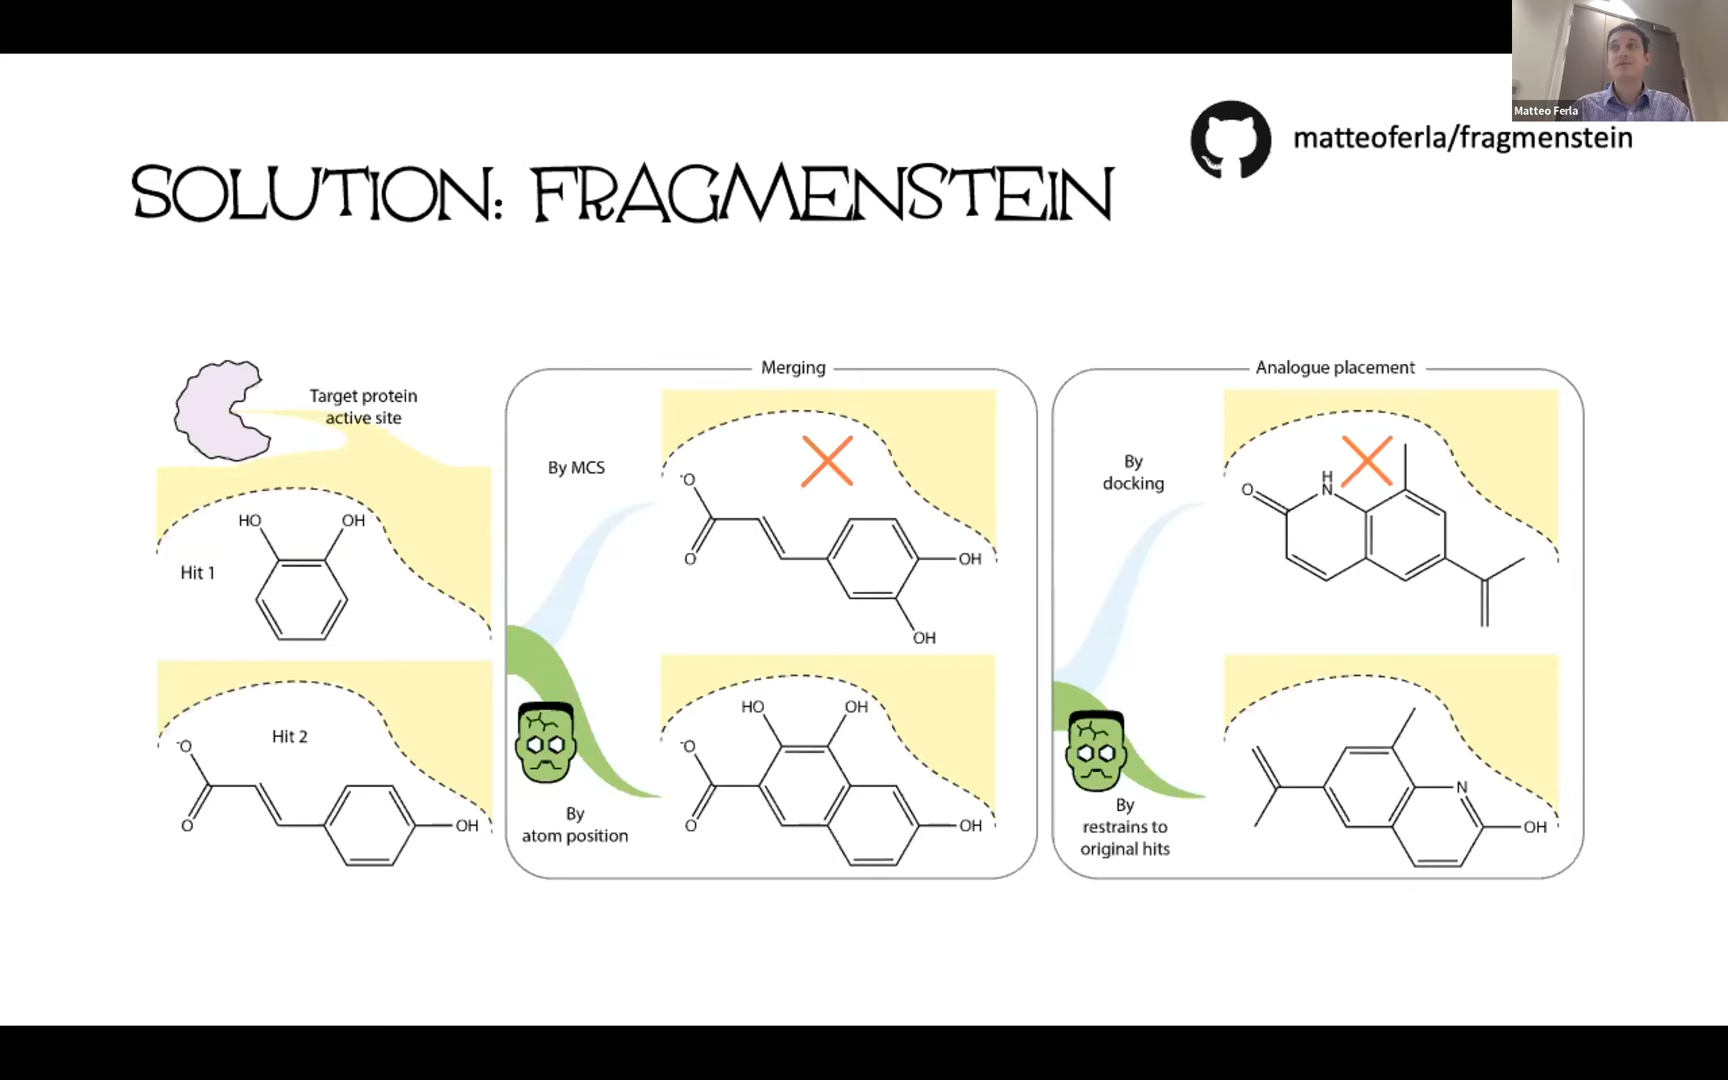 Matteo Ferla
matteoferla/fragmenstein
SOLUTION: FRAGMENSTEIN
Target protein
active site
HO
OH
Hit 1
Hit 2
-O
O
OH
Merging
By MCS
-O
O
OH
OH
By
atom position
HO
OH
-O
O
OH
Analogue placement
By
docking
O
H
N
By
restrains to
original hits
N
OH